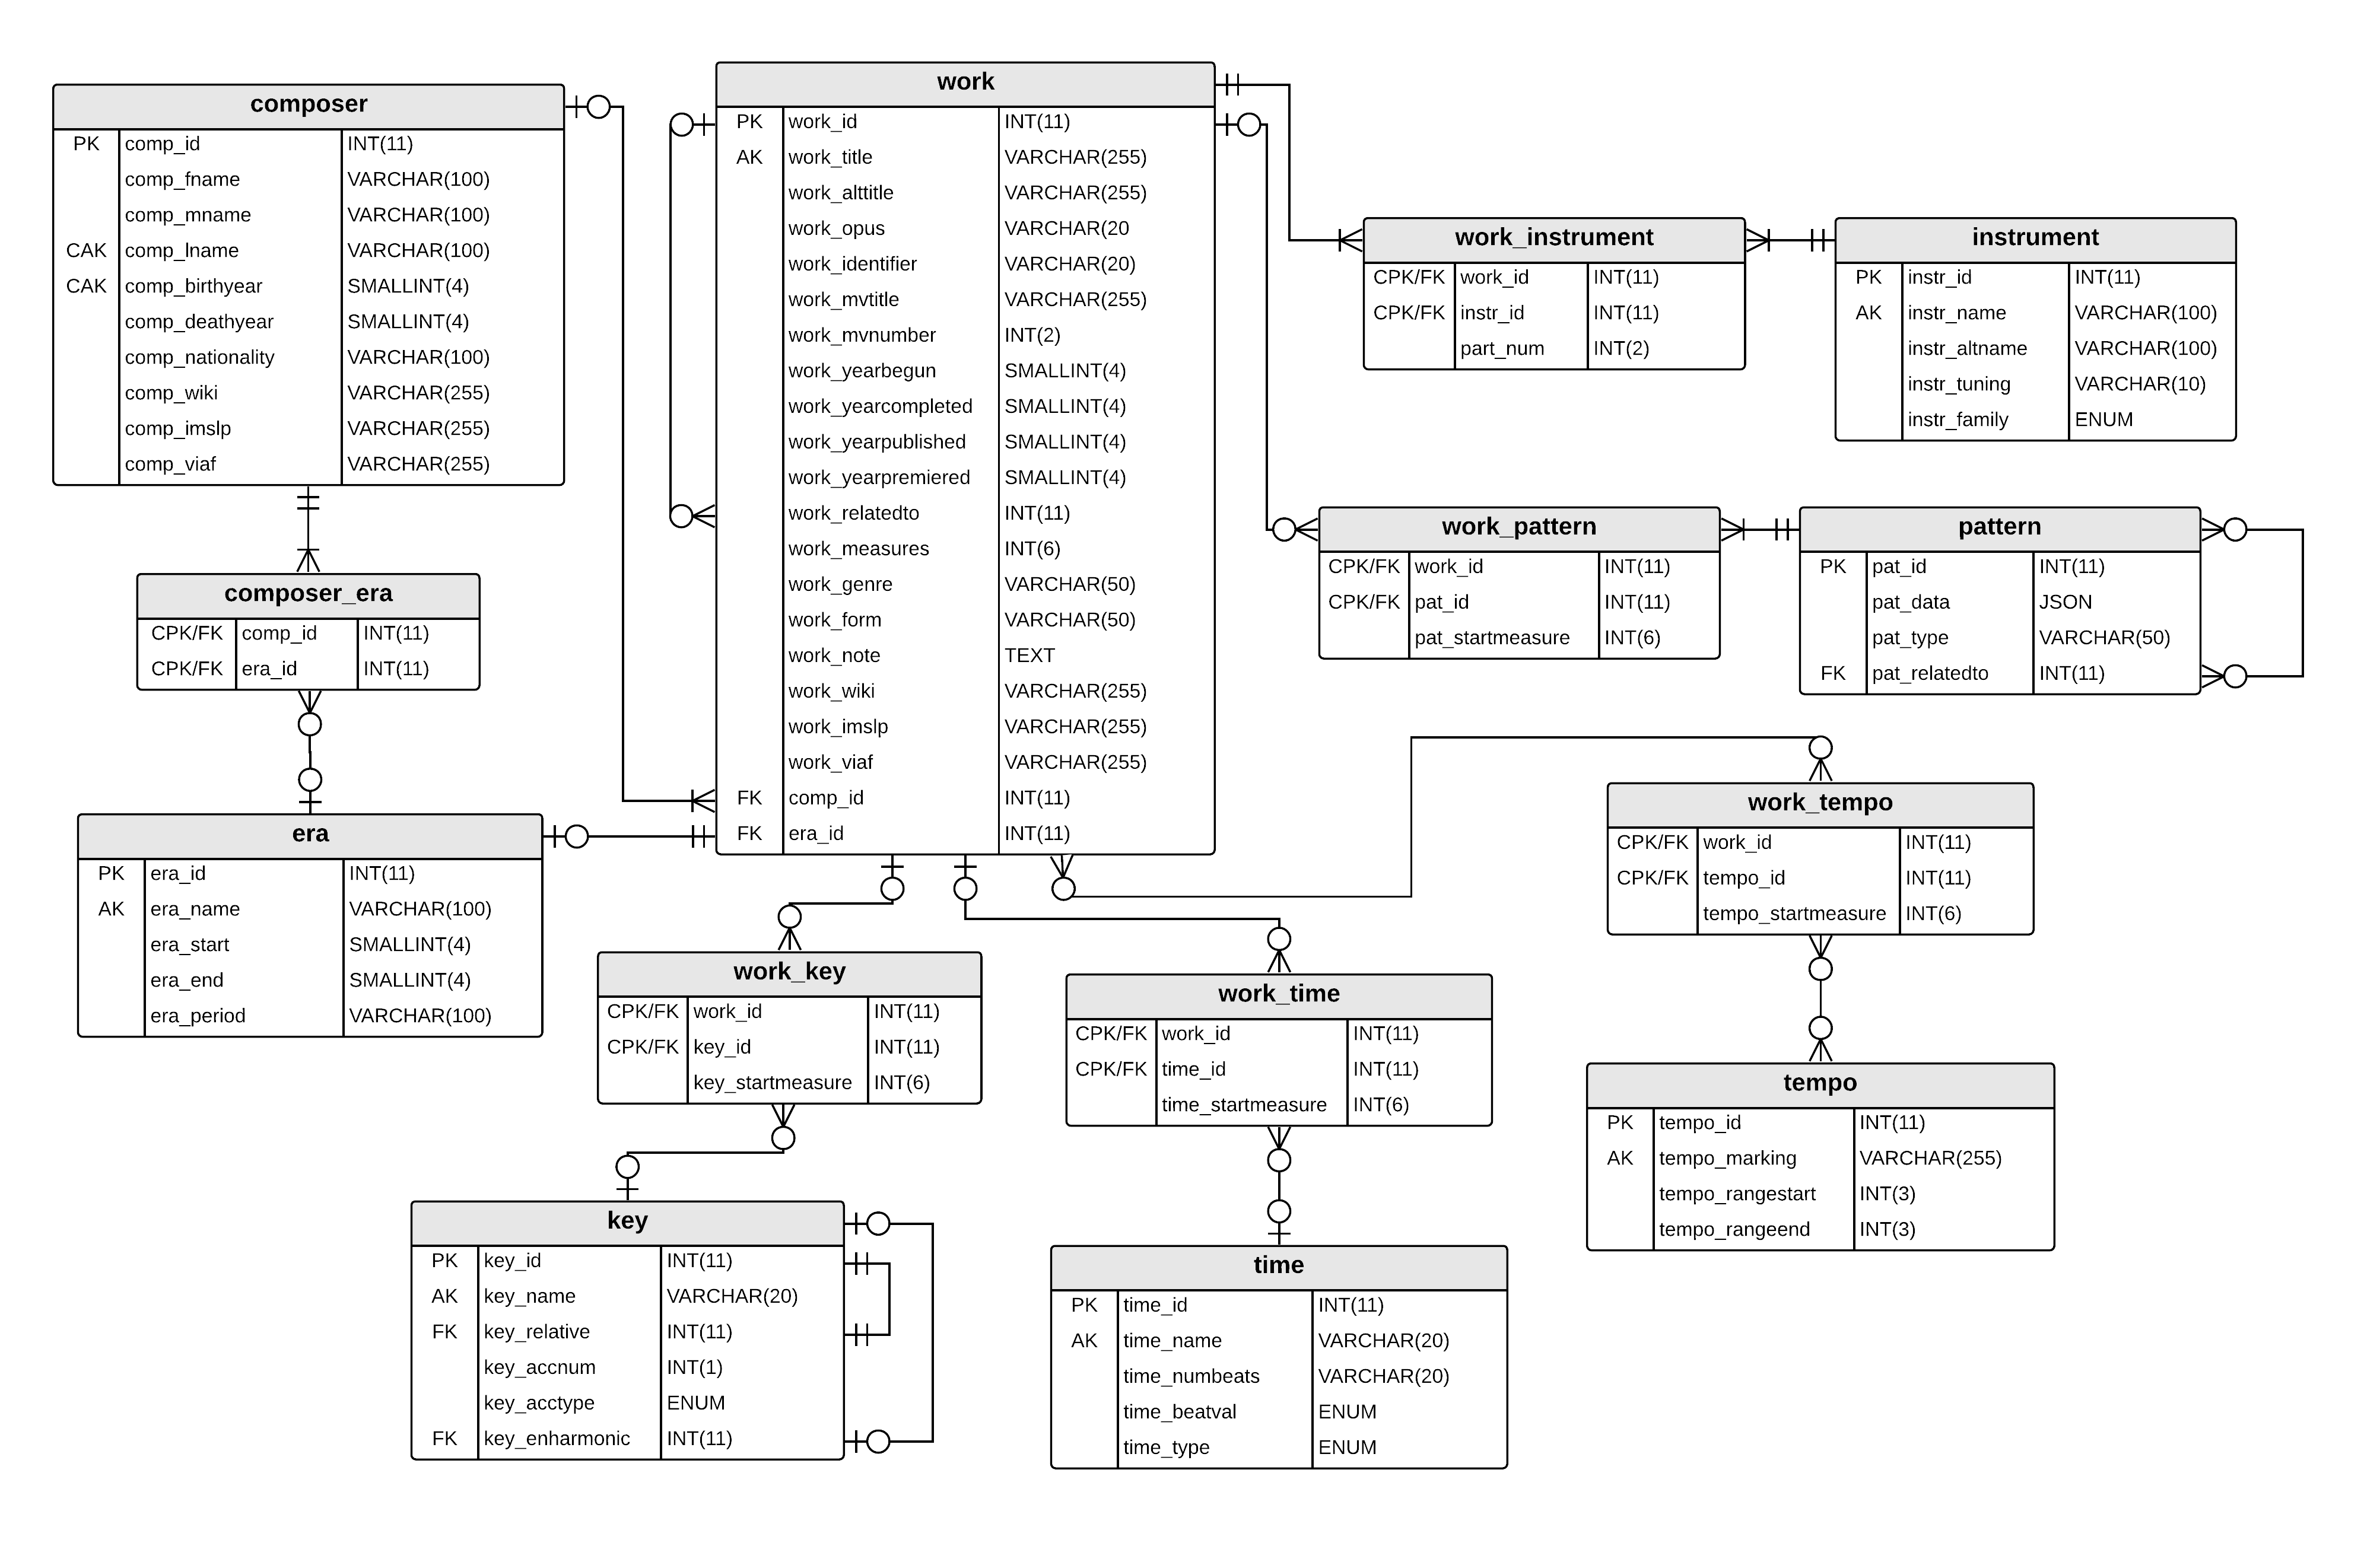 composer
PK comp_id INT(11)
comp_fname VARCHAR(100)
comp_mname VARCHAR(100)
CAK comp_lname VARCHAR(100)
CAK comp_birthyear SMALLINT(4)
comp_deathyear SMALLINT(4)
comp_nationality VARCHAR(100)
comp_wiki VARCHAR(255)
comp_imslp VARCHAR(255)
comp_viaf VARCHAR(255)
composer_era
CPK/FK comp_id INT(11)
CPK/FK era_id INT(11)
era
PK era_id INT(11)
AK era_name VARCHAR(100)
era_start SMALLINT(4)
era_end SMALLINT(4)
era_period VARCHAR(100)
work
PK work_id INT(11)
AK work_title VARCHAR(255)
work_alttitle VARCHAR(255)
work_opus VARCHAR(20
work_identifier VARCHAR(20)
work_mvtitle VARCHAR(255)
work_mvnumber INT(2)
work_yearbegun SMALLINT(4)
work_yearcompleted SMALLINT(4)
work_yearpublished SMALLINT(4)
work_yearpremiered SMALLINT(4)
work_relatedto INT(11)
work_measures INT(6)
work_genre VARCHAR(50)
work_form VARCHAR(50)
work_note TEXT
work_wiki VARCHAR(255)
work_imslp VARCHAR(255)
work_viaf VARCHAR(255)
FK comp_id INT(11)
FK era_id INT(11)
work_instrument
CPK/FK work_id INT(11)
CPK/FK instr_id INT(11)
part_num INT(2)
instrument
PK instr_id INT(11)
AK instr_name VARCHAR(100)
instr_altname VARCHAR(100)
instr_tuning VARCHAR(10)
instr_family ENUM
work_pattern
CPK/FK work_id INT(11)
CPK/FK pat_id INT(11)
pat_startmeasure INT(6)
pattern
PK pat_id INT(11)
pat_data JSON
pat_type VARCHAR(50)
FK pat_relatedto INT(11)
work_tempo
CPK/FK work_id INT(11)
CPK/FK tempo_id INT(11)
tempo_startmeasure INT(6)
tempo
PK tempo_id INT(11)
AK tempo_marking VARCHAR(255)
tempo_rangestart INT(3)
tempo_rangeend INT(3)
work_key
CPK/FK work_id INT(11)
CPK/FK key_id INT(11)
key_startmeasure INT(6)
key
PK key_id INT(11)
AK key_name VARCHAR(20)
FK key_relative INT(11)
key_accnum INT(1)
key_acctype ENUM
FK key_enharmonic INT(11)
work_time
CPK/FK work_id INT(11)
CPK/FK time_id INT(11)
time_startmeasure INT(6)
time
PK time_id INT(11)
AK time_name VARCHAR(20)
time_numbeats VARCHAR(20)
time_beatval ENUM
time_type ENUM